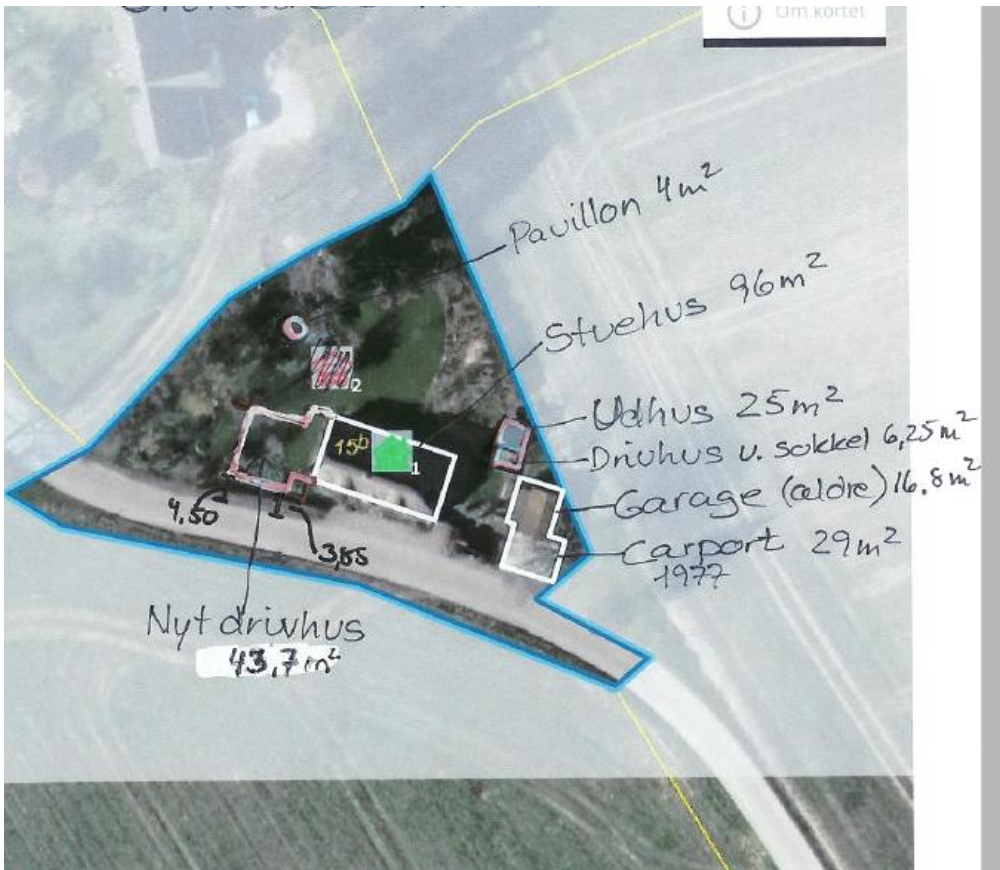 Om kortet
Pavillon 4m²
Stuehus 96m²
Udhus 25m²
Drivhus v. sokkel 6,25m²
Garage (ældre) 16,8m²
Carport 29m²
1977
2
15b
1
4,50
3,85
Nyt drivhus
43,7m²